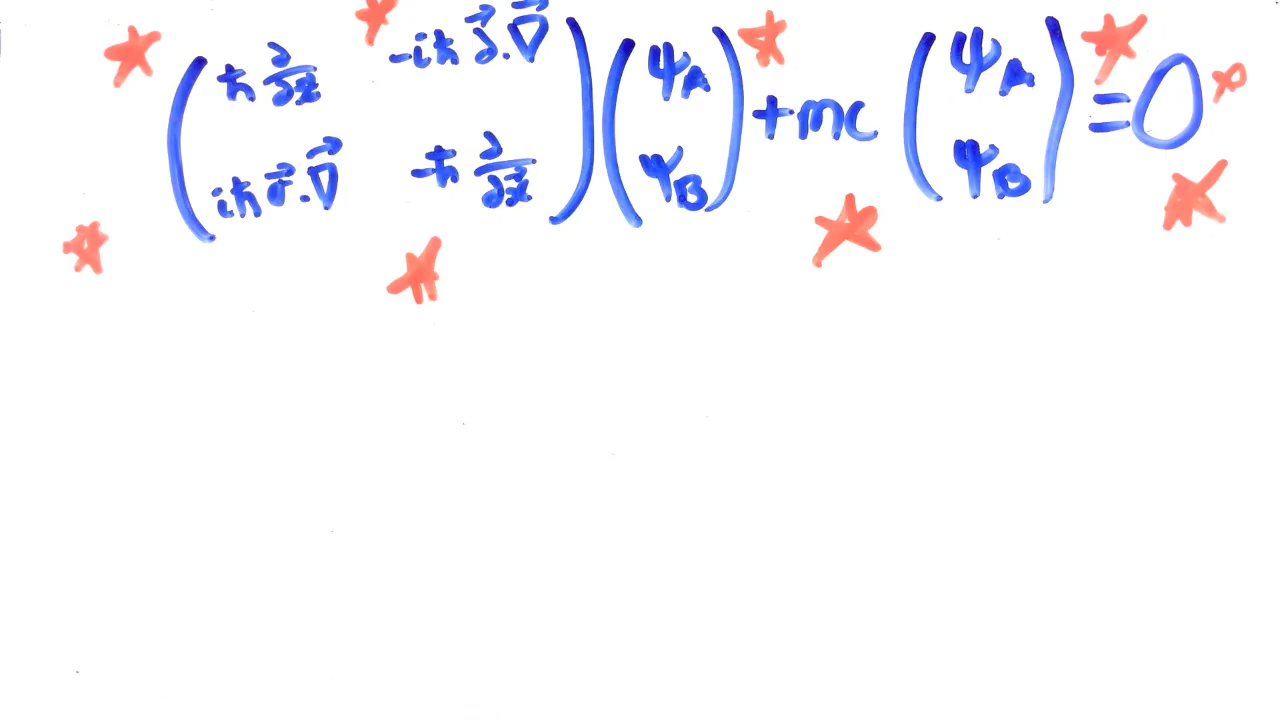 ( ħ ∂/∂x⃗ -iħ σ⃗.∇⃗ ) ( ψA ) + mc ( ψA ) = 0
( iħ σ⃗.∇⃗ -ħ ∂/∂x⃗ ) ( ψB ) ( ψB )